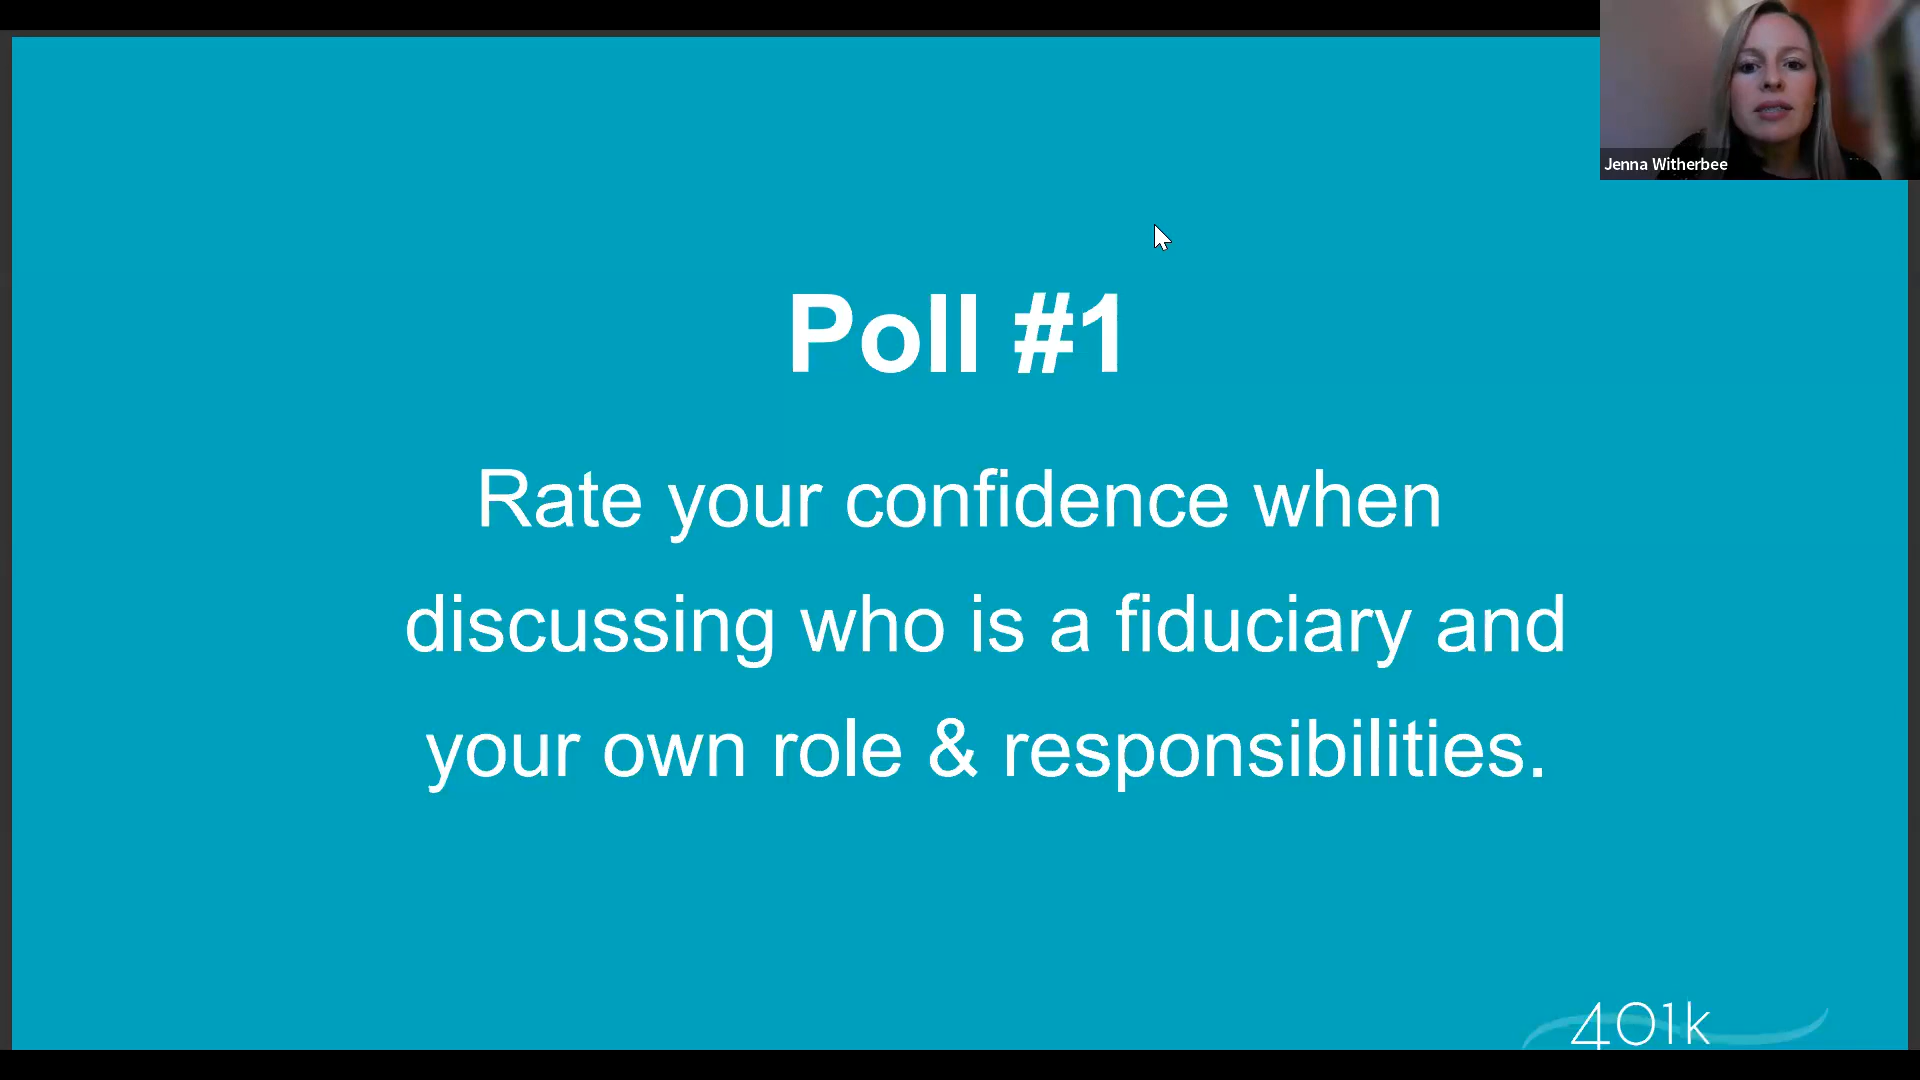 Jenna Witherbee
Poll #1
Rate your confidence when
discussing who is a fiduciary and
your own role & responsibilities.
401k